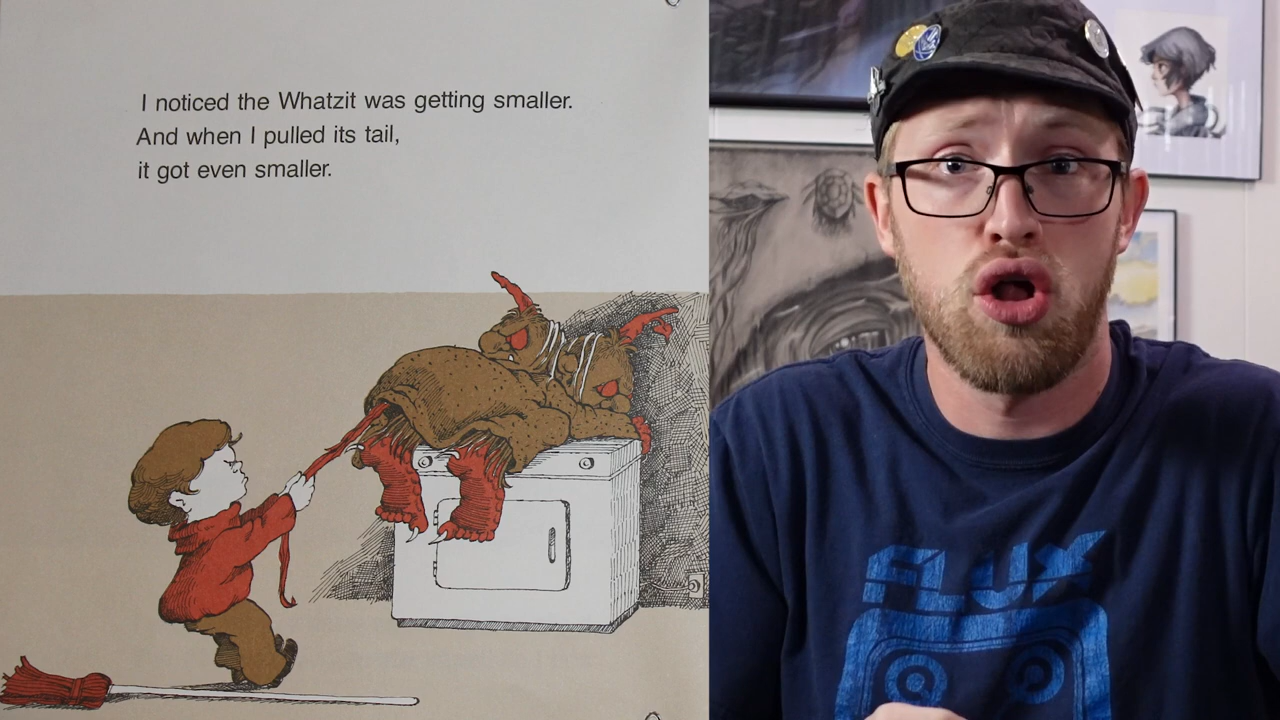 I noticed the Whatzit was getting smaller.
And when I pulled its tail,
it got even smaller.
FLUX